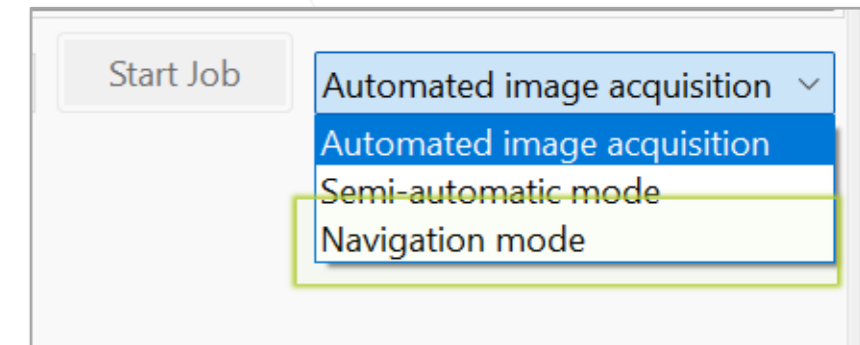 Start Job
Automated image acquisition
Automated image acquisition
Semi-automatic mode
Navigation mode